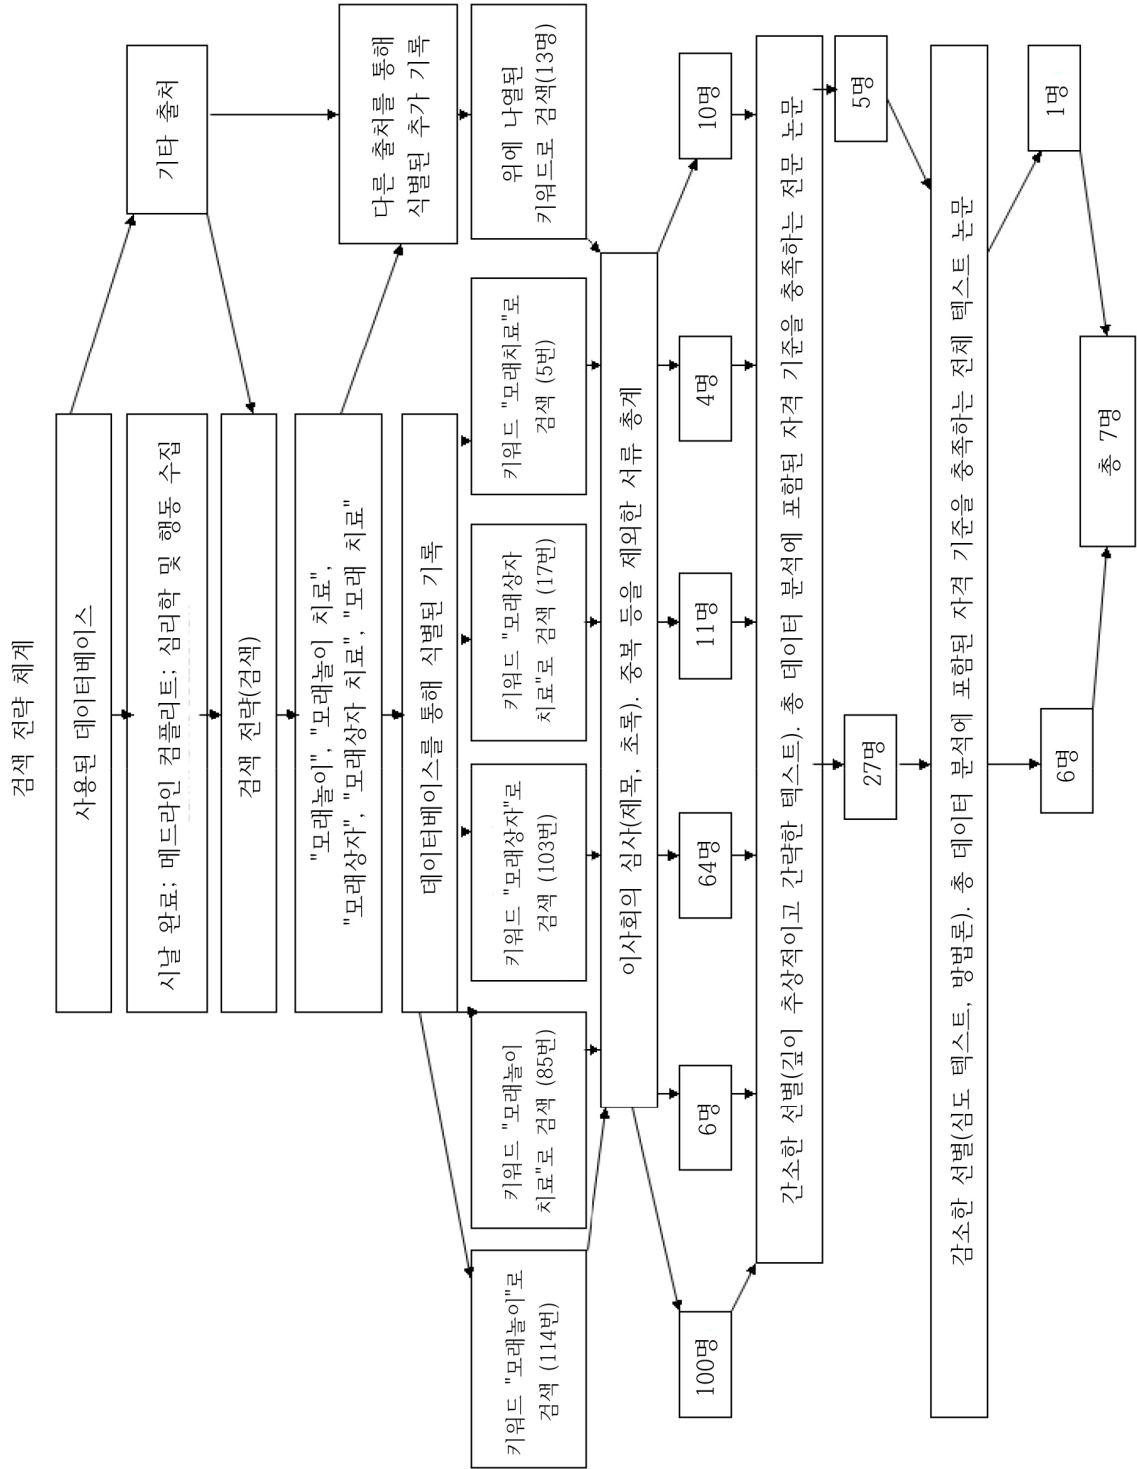 검색 전략 체계
사용된 데이터베이스
기타 출처
시날 완료; 메드라인 컴플리트; 심리학 및 행동 수집
검색 전략(검색)
"모래놀이", "모래놀이 치료",
"모래상자", "모래상자 치료", "모래 치료"
다른 출처를 통해
식별된 추가 기록
데이터베이스를 통해 식별된 기록
키워드 "모래놀이"로
검색 (114번)
키워드 "모래놀이
치료"로 검색 (85번)
키워드 "모래상자"로
검색 (103번)
키워드 "모래상자
치료"로 검색 (17번)
키워드 "모래치료"로
검색 (5번)
위에 나열된
키워드로 검색(13명)
이사회의 심사(제목, 초록). 중복 등을 제외한 서류 총계
100명
6명
64명
11명
4명
10명
간소한 선별(깊이 추상적이고 간략한 텍스트). 총 데이터 분석에 포함된 자격 기준을 충족하는 전문 논문
27명
5명
감소한 선별(심도 텍스트, 방법론). 총 데이터 분석에 포함된 자격 기준을 충족하는 전체 텍스트 논문
6명
1명
총 7명